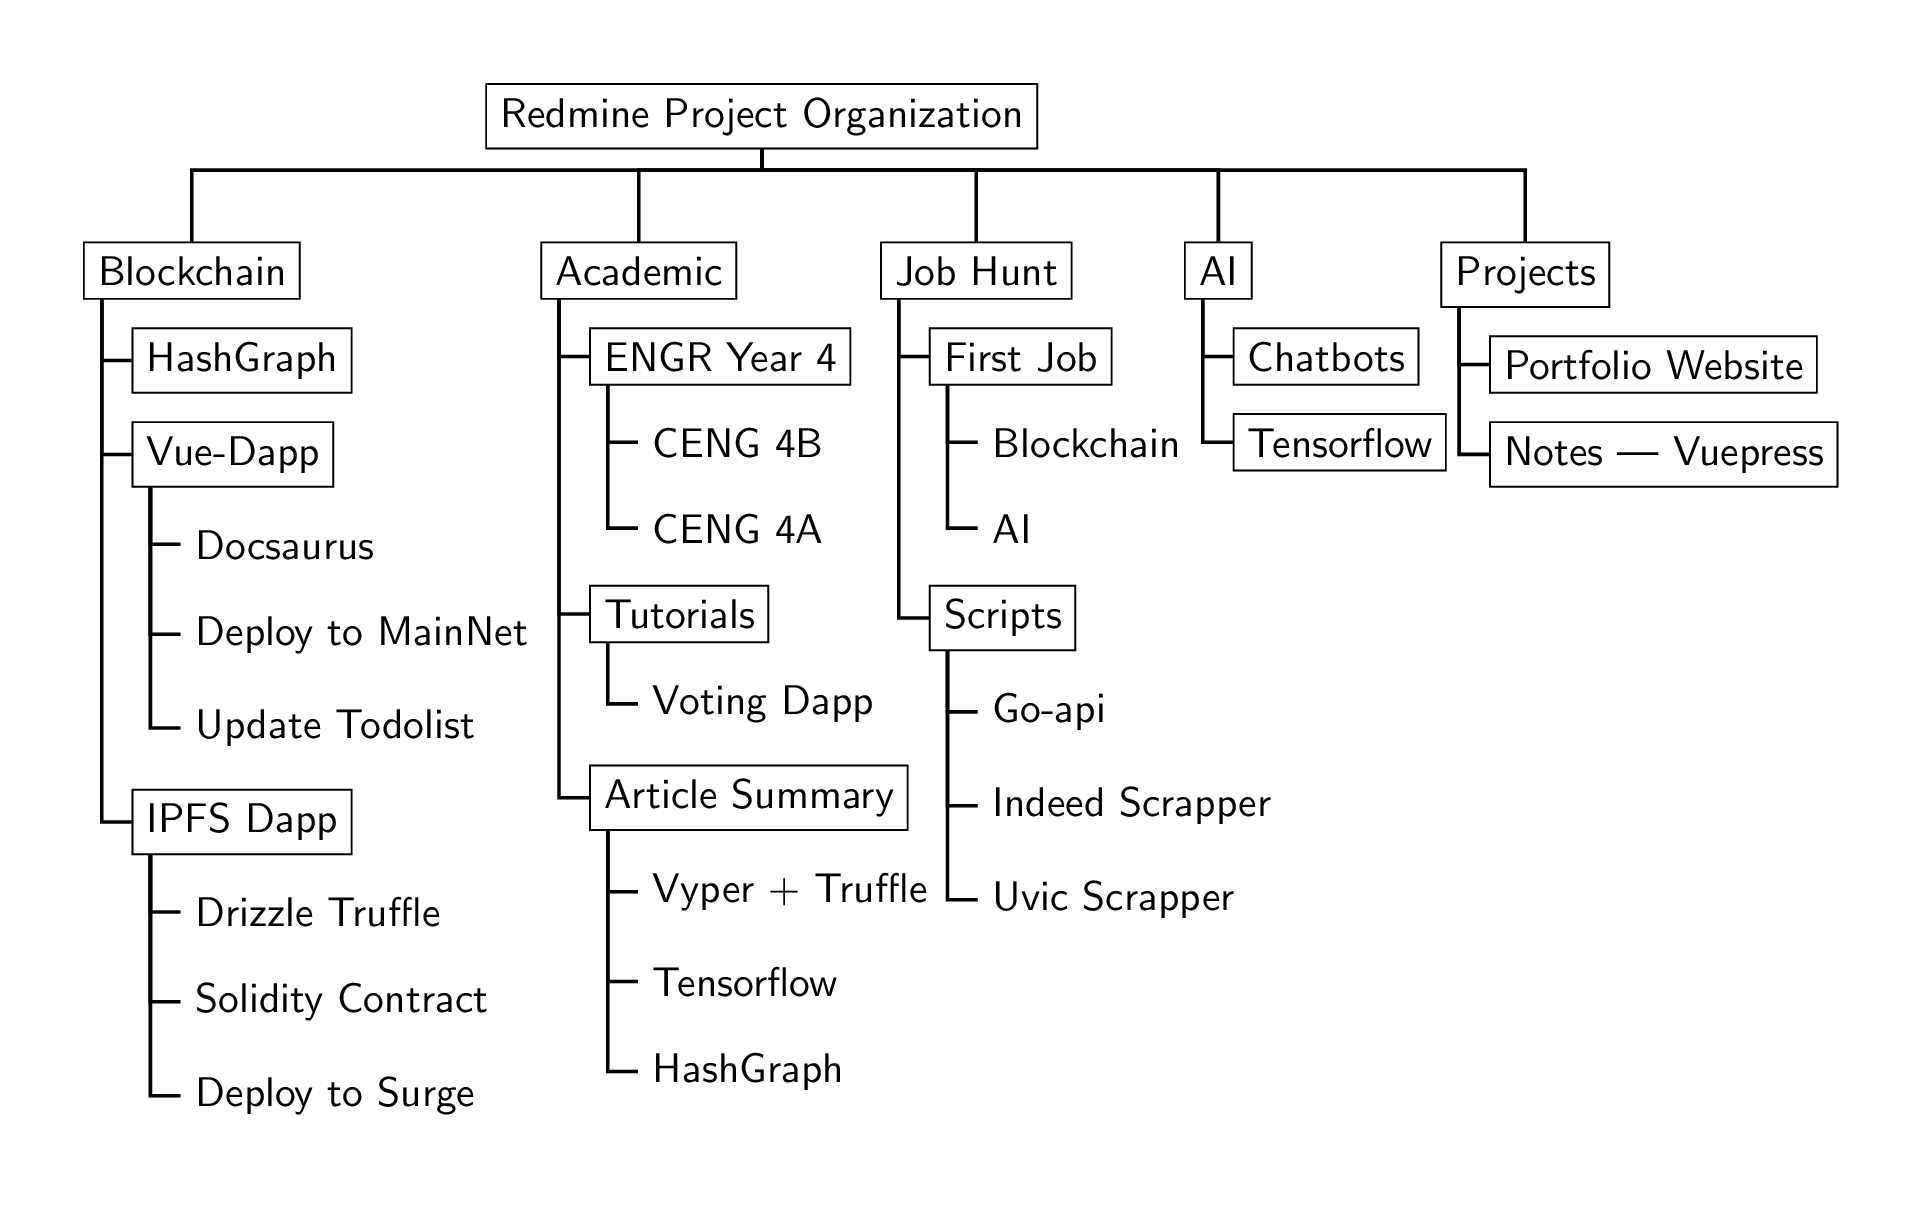 Redmine Project Organization
Blockchain
HashGraph
Vue-Dapp
Docsaurus
Deploy to MainNet
Update Todolist
IPFS Dapp
Drizzle Truffle
Solidity Contract
Deploy to Surge
Academic
ENGR Year 4
CENG 4B
CENG 4A
Tutorials
Voting Dapp
Article Summary
Vyper + Truffle
Tensorflow
HashGraph
Job Hunt
First Job
Blockchain
AI
Scripts
Go-api
Indeed Scrapper
Uvic Scrapper
AI
Chatbots
Tensorflow
Projects
Portfolio Website
Notes — Vuepress